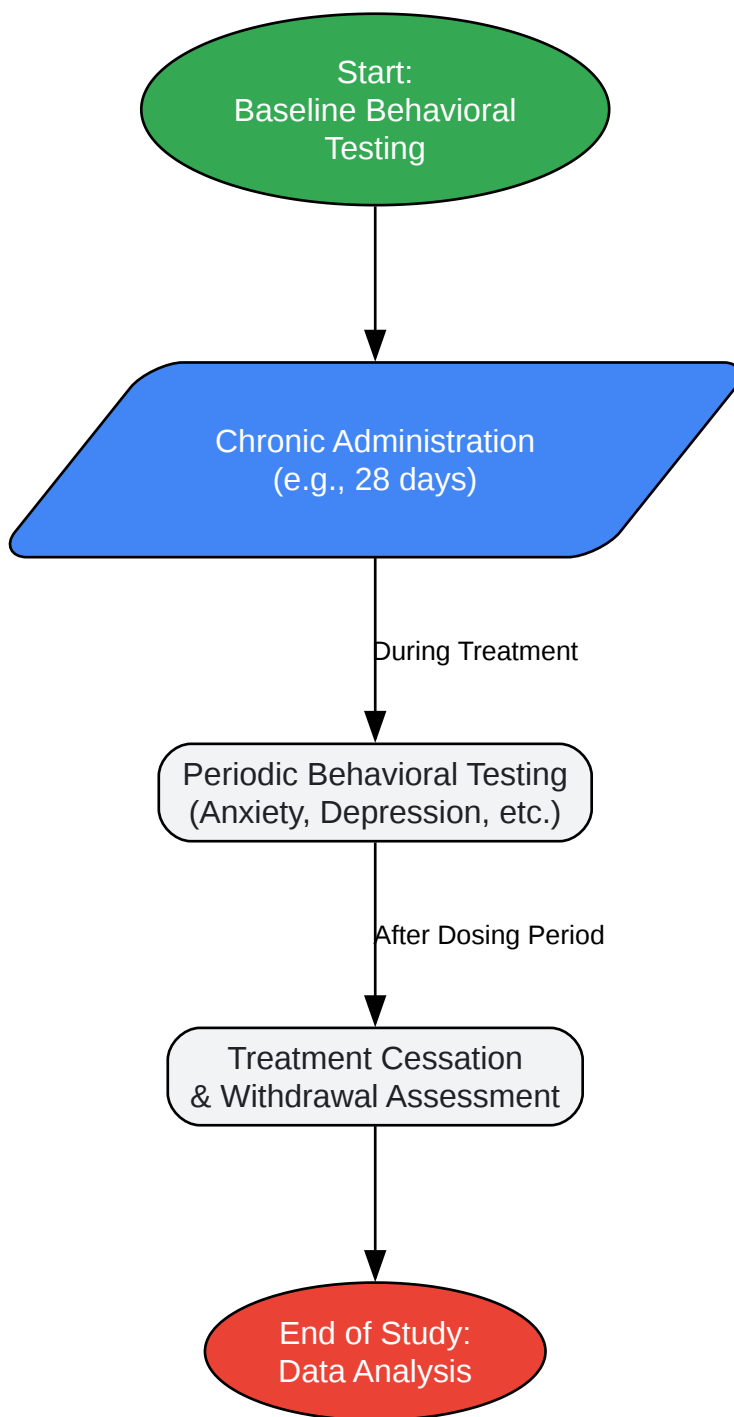 Start:
Baseline Behavioral
Testing
Chronic Administration
(e.g., 28 days)
During Treatment
Periodic Behavioral Testing
(Anxiety, Depression, etc.)
After Dosing Period
Treatment Cessation
& Withdrawal Assessment
End of Study:
Data Analysis